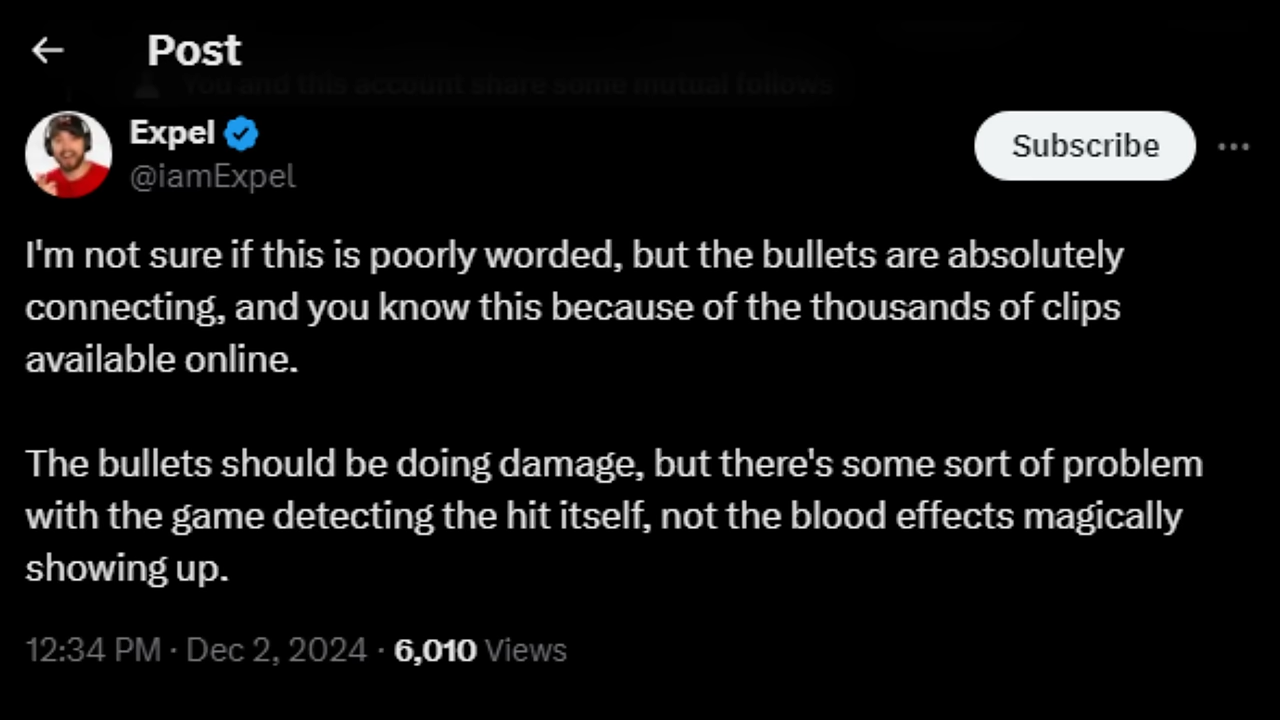 Post
You and this account share some mutual follows
Expel
@iamExpel
Subscribe
I'm not sure if this is poorly worded, but the bullets are absolutely
connecting, and you know this because of the thousands of clips
available online.
The bullets should be doing damage, but there's some sort of problem
with the game detecting the hit itself, not the blood effects magically
showing up.
12:34 PM · Dec 2, 2024 · 6,010 Views